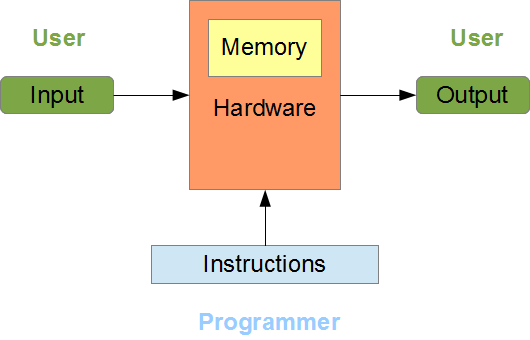 Memory
User
User
Input
Hardware
Output
Instructions
Programmer